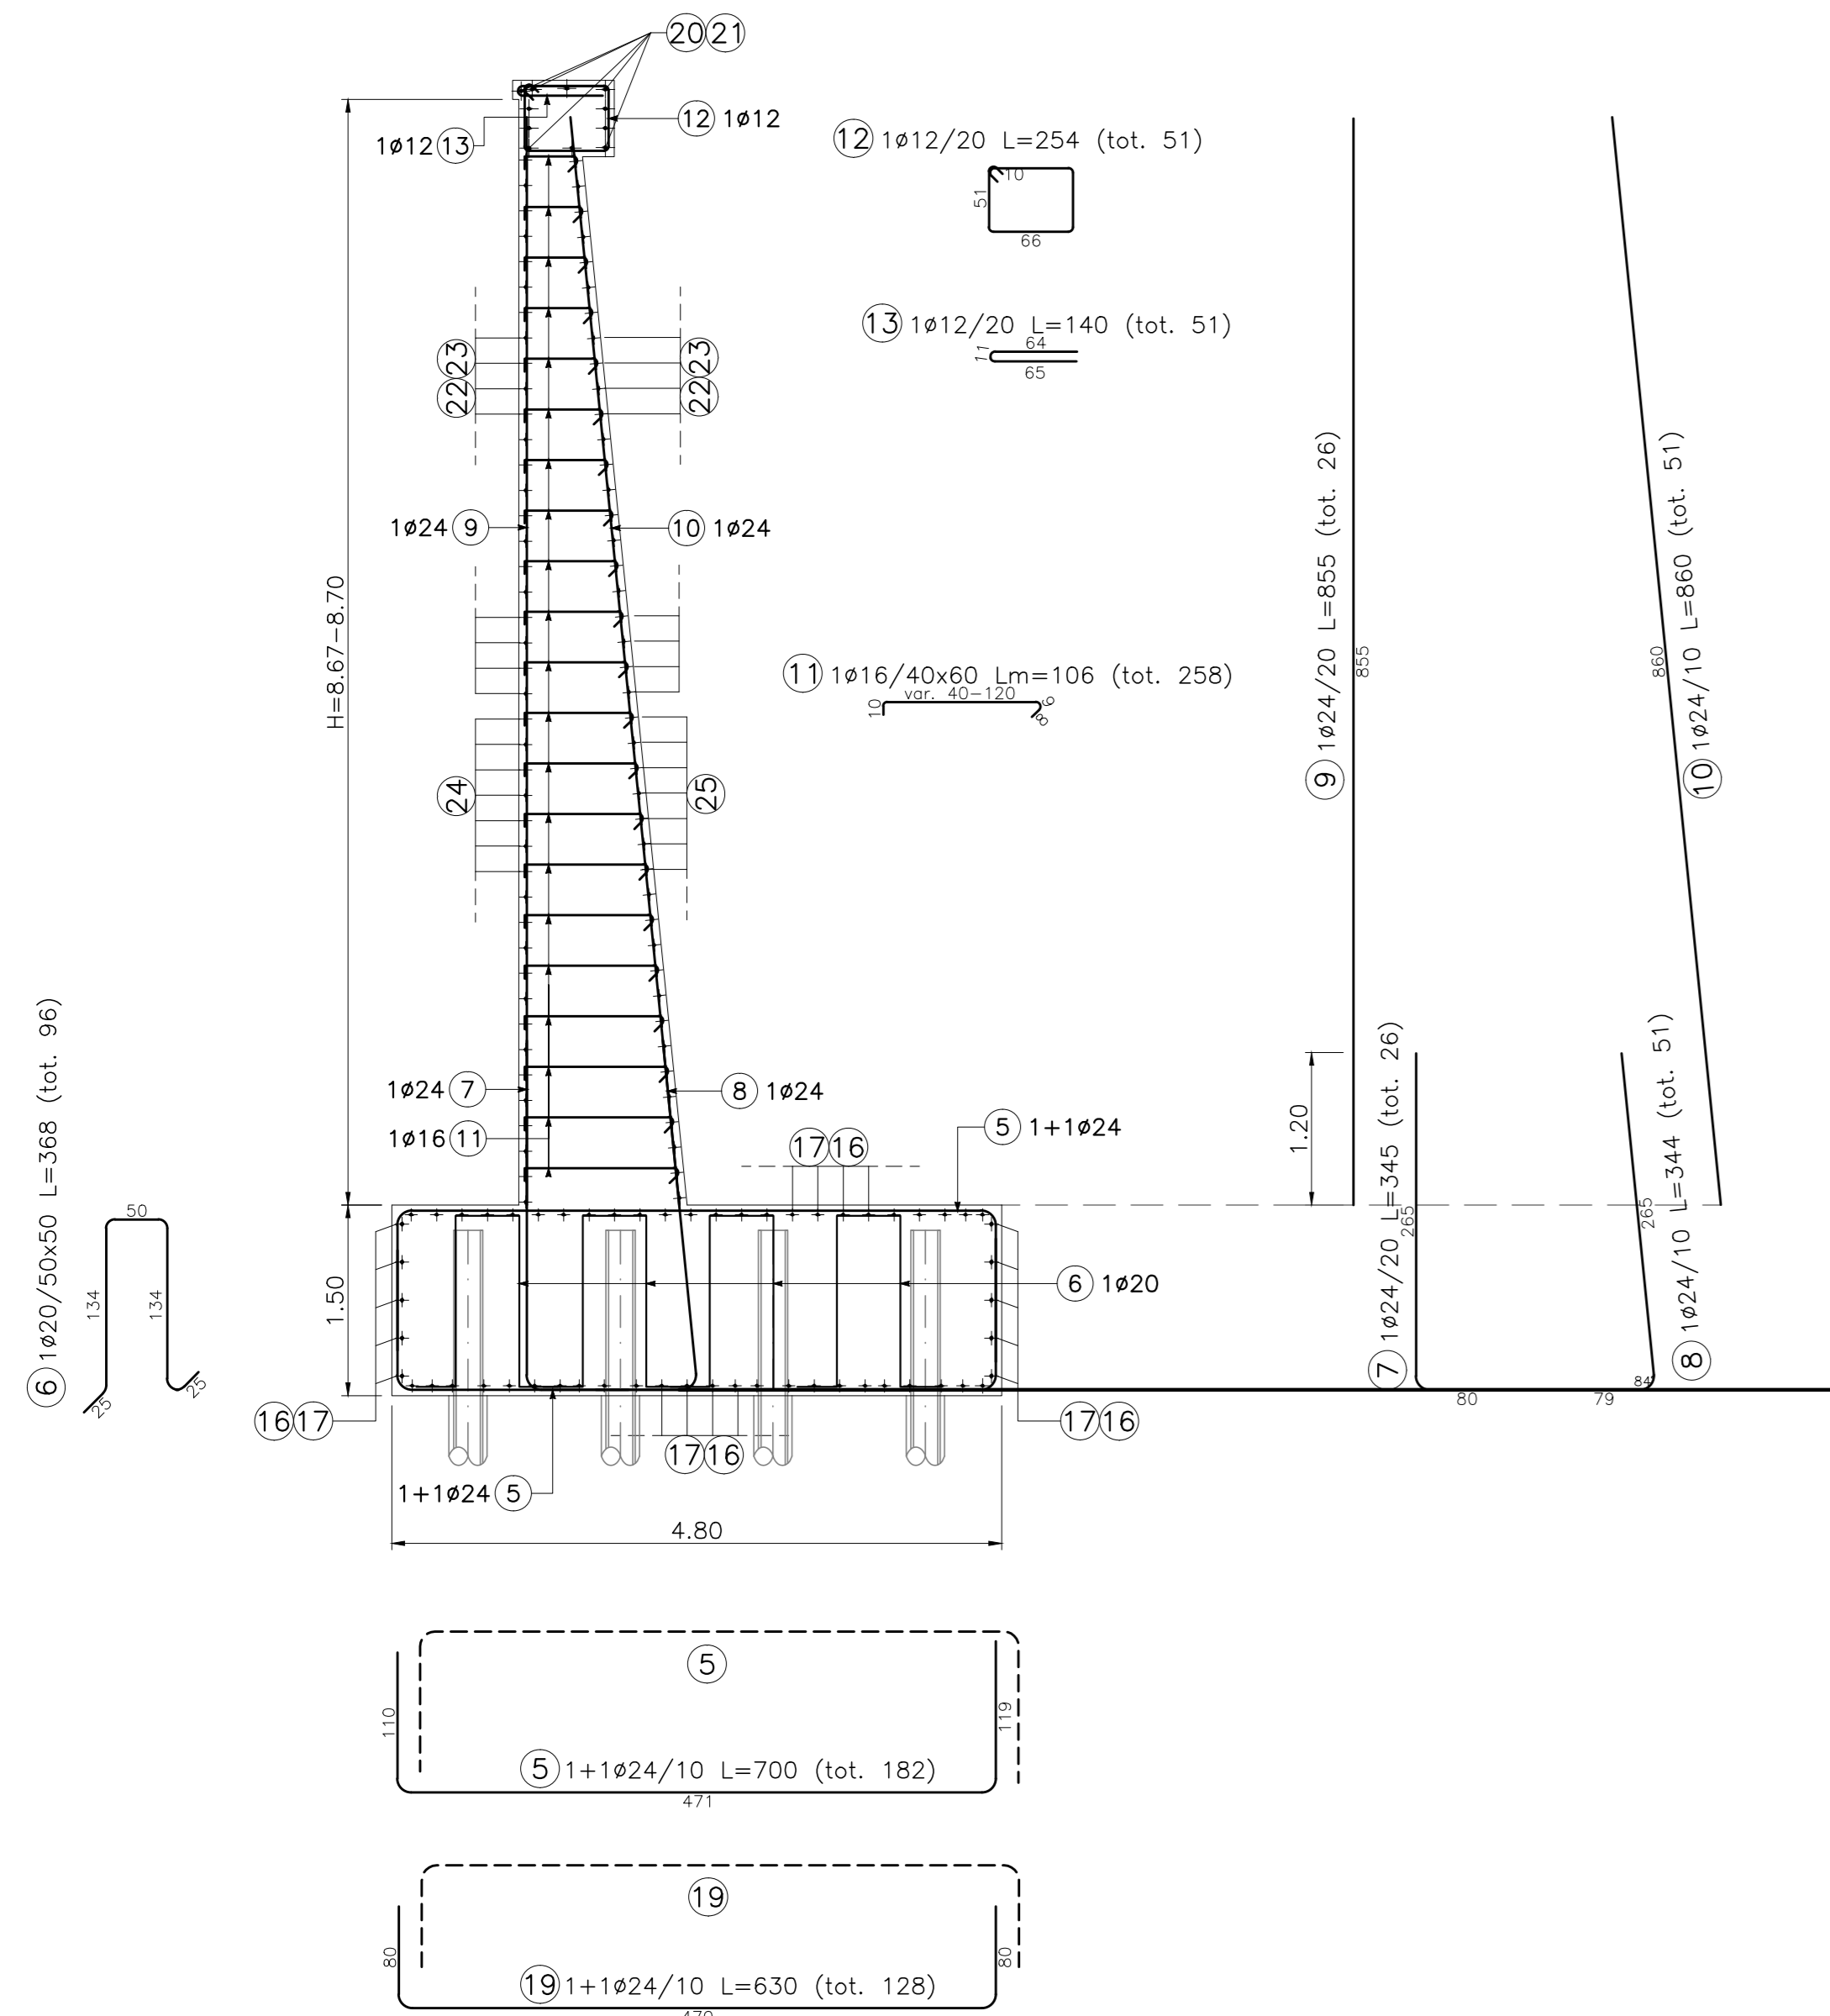 20 21
12 1ø12
1ø12 13
12 1ø12/20 L=254 (tot. 51)
10
51
66
13 1ø12/20 L=140 (tot. 51)
64
11
65
23
22
23
22
1ø24 9
10 1ø24
H=8.67-8.70
9 1ø24/20 L=855 (tot. 26)
855
10 1ø24/10 L=860 (tot. 51)
860
11 1ø16/40x60 Lm=106 (tot. 258)
var. 40-120
10
9
8
24
25
6 1ø20/50x50 L=368 (tot. 96)
50
134
134
25
25
1ø24 7
8 1ø24
1ø16 11
17 16
5 1+1ø24
1.20
7 1ø24/20 L=345 (tot. 26)
265
8 1ø24/10 L=344 (tot. 51)
265
1.50
6 1ø20
80
79
84°
16 17
17 16
17 16
1+1ø24 5
4.80
5
110
119
5 1+1ø24/10 L=700 (tot. 182)
471
19
80
80
19 1+1ø24/10 L=630 (tot. 128)